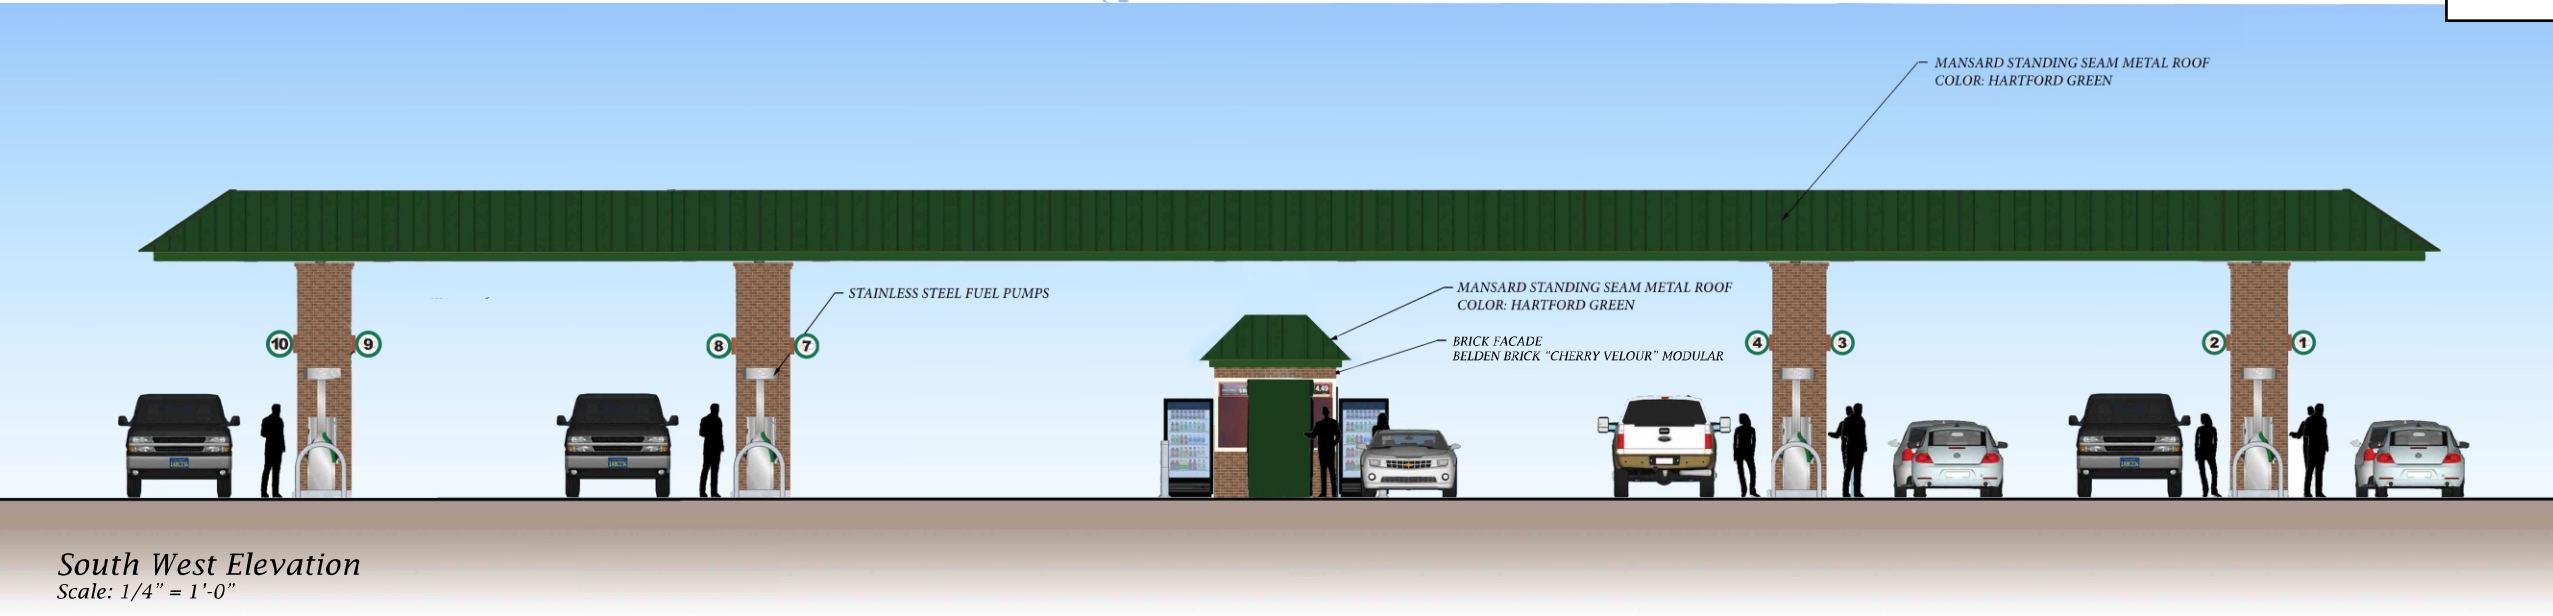 MANSARD STANDING SEAM METAL ROOF
COLOR: HARTFORD GREEN
STAINLESS STEEL FUEL PUMPS
MANSARD STANDING SEAM METAL ROOF
COLOR: HARTFORD GREEN
BRICK FACADE
BELDEN BRICK “CHERRY VELOUR” MODULAR
10 9 8 7 4 3 2 1
4.49
South West Elevation
Scale: 1/4” = 1'-0”